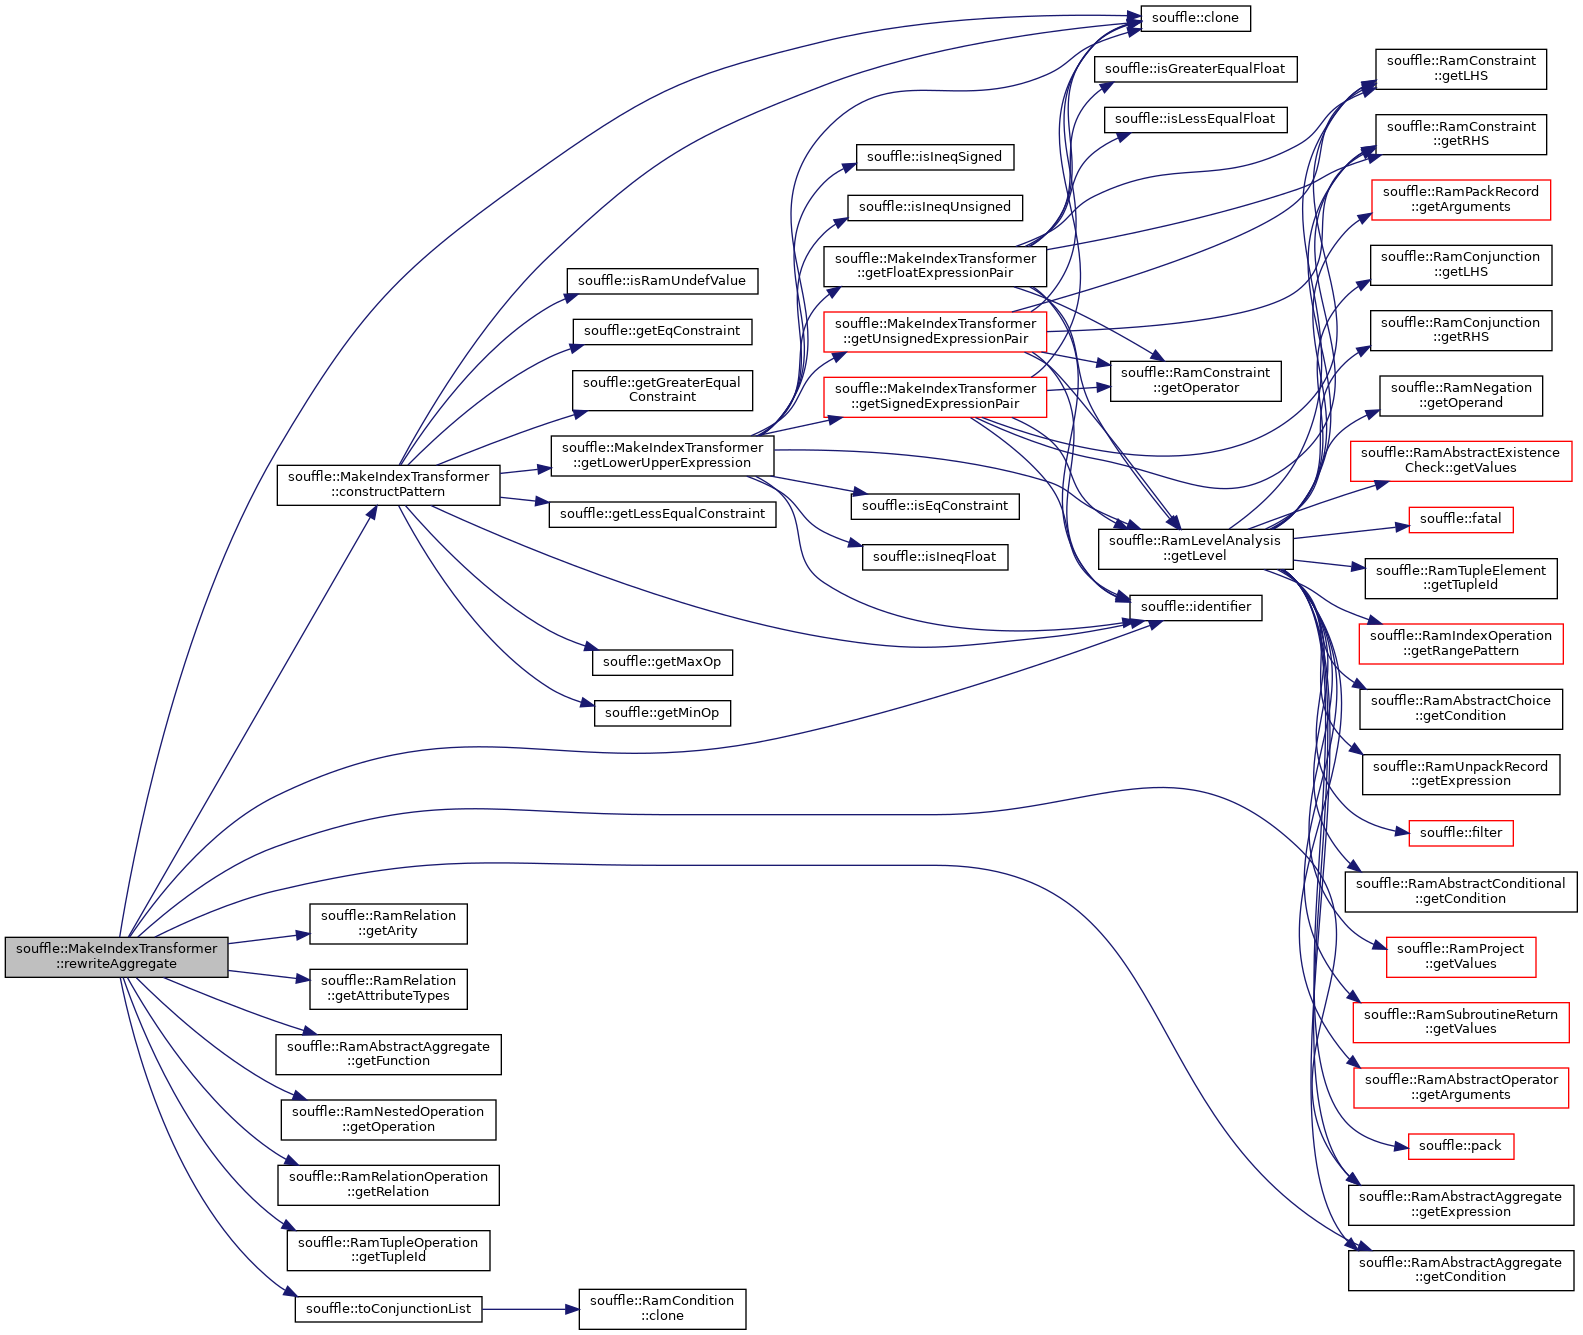 souffle::MakeIndexTransformer
::rewriteAggregate
souffle::MakeIndexTransformer
::constructPattern
souffle::RamRelation
::getArity
souffle::RamRelation
::getAttributeTypes
souffle::RamAbstractAggregate
::getFunction
souffle::RamNestedOperation
::getOperation
souffle::RamRelationOperation
::getRelation
souffle::RamTupleOperation
::getTupleId
souffle::toConjunctionList
souffle::isRamUndefValue
souffle::getEqConstraint
souffle::getGreaterEqual
Constraint
souffle::MakeIndexTransformer
::getLowerUpperExpression
souffle::getLessEqualConstraint
souffle::getMaxOp
souffle::getMinOp
souffle::RamCondition
::clone
souffle::isIneqSigned
souffle::isIneqUnsigned
souffle::MakeIndexTransformer
::getFloatExpressionPair
souffle::MakeIndexTransformer
::getUnsignedExpressionPair
souffle::MakeIndexTransformer
::getSignedExpressionPair
souffle::isEqConstraint
souffle::isIneqFloat
souffle::clone
souffle::isGreaterEqualFloat
souffle::isLessEqualFloat
souffle::RamConstraint
::getOperator
souffle::RamLevelAnalysis
::getLevel
souffle::identifier
souffle::RamConstraint
::getLHS
souffle::RamConstraint
::getRHS
souffle::RamPackRecord
::getArguments
souffle::RamConjunction
::getLHS
souffle::RamConjunction
::getRHS
souffle::RamNegation
::getOperand
souffle::RamAbstractExistence
Check::getValues
souffle::fatal
souffle::RamTupleElement
::getTupleId
souffle::RamIndexOperation
::getRangePattern
souffle::RamAbstractChoice
::getCondition
souffle::RamUnpackRecord
::getExpression
souffle::filter
souffle::RamAbstractConditional
::getCondition
souffle::RamProject
::getValues
souffle::RamSubroutineReturn
::getValues
souffle::RamAbstractOperator
::getArguments
souffle::pack
souffle::RamAbstractAggregate
::getExpression
souffle::RamAbstractAggregate
::getCondition